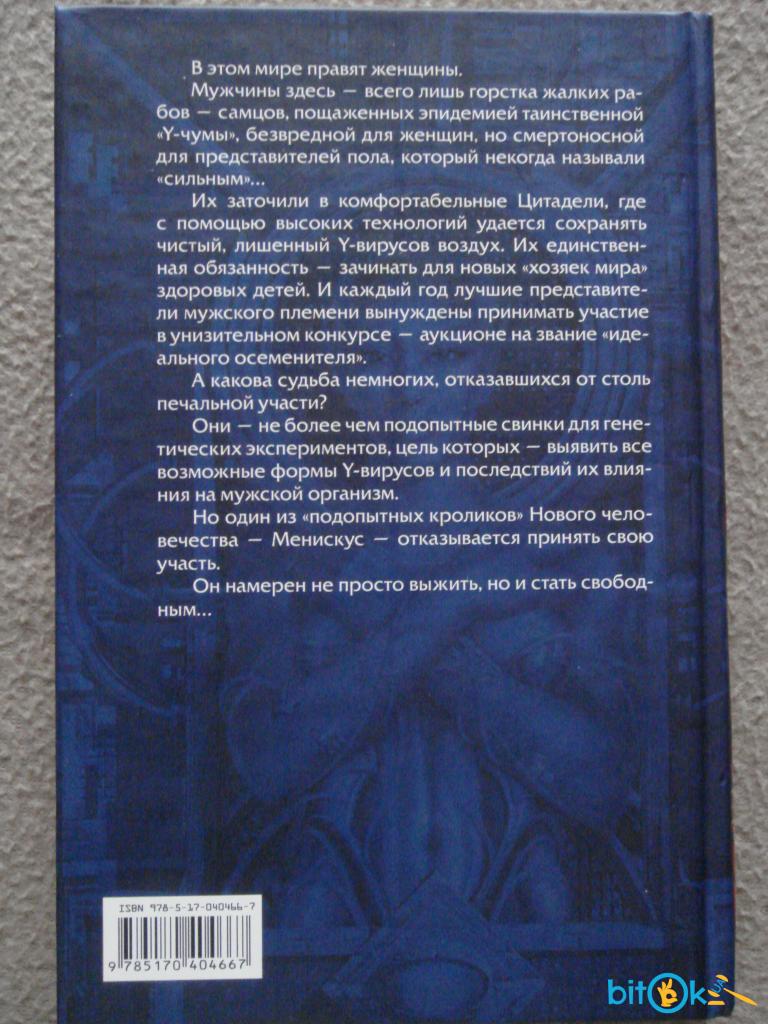 В этом мире правят женщины.
Мужчины здесь — всего лишь горстка жалких ра-
бов — самцов, пощаженных эпидемией таинственной
«Y-чумы», безвредной для женщин, но смертоносной
для представителей пола, который некогда называли
«сильным»...
Их заточили в комфортабельные Цитадели, где
с помощью высоких технологий удается сохранять
чистый, лишенный Y-вирусов воздух. Их единствен-
ная обязанность — зачинать для новых «хозяек мира»
здоровых детей. И каждый год лучшие представите-
ли мужского племени вынуждены принимать участие
в унизительном конкурсе — аукционе на звание «иде-
ального осеменителя».
А какова судьба немногих, отказавшихся от столь
печальной участи?
Они — не более чем подопытные свинки для гене-
тических экспериментов, цель которых — выявить все
возможные формы Y-вирусов и последствий их влия-
ния на мужской организм.
Но один из «подопытных кроликов» Нового чело-
вечества — Менискус — отказывается принять свою
участь.
Он намерен не просто выжить, но и стать свобод-
ным...
ISBN 978-5-17-040466-7
9 785170 404667
bitok UA